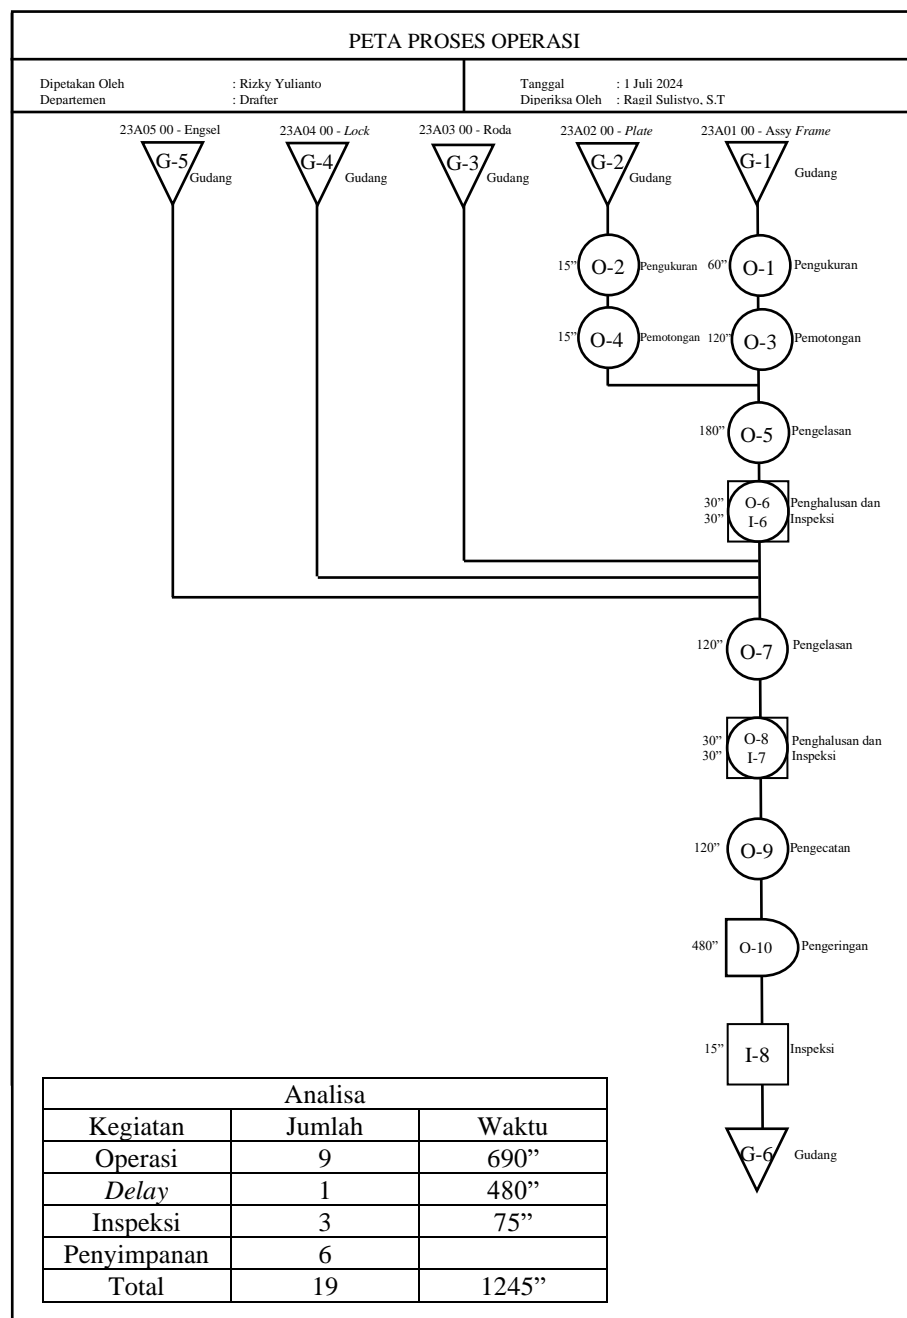 PETA PROSES OPERASI
Dipetakan Oleh : Rizky Yulianto
Departemen : Drafter
Tanggal : 1 Juli 2024
Diperiksa Oleh : Ragil Sulistyo, S.T
23A05 00 - Engsel
23A04 00 - Lock
23A03 00 - Roda
23A02 00 - Plate
23A01 00 - Assy Frame
G-5 Gudang
G-4 Gudang
G-3 Gudang
G-2 Gudang
G-1 Gudang
15” O-2 Pengukuran
60” O-1 Pengukuran
15” O-4 Pemotongan
120” O-3 Pemotongan
180” O-5 Pengelasan
30” O-6 Penghalusan dan
30” I-6 Inspeksi
120” O-7 Pengelasan
30” O-8 Penghalusan dan
30” I-7 Inspeksi
120” O-9 Pengecatan
480” O-10 Pengeringan
15” I-8 Inspeksi
G-6 Gudang
Analisa
Kegiatan Jumlah Waktu
Operasi 9 690”
Delay 1 480”
Inspeksi 3 75”
Penyimpanan 6
Total 19 1245”